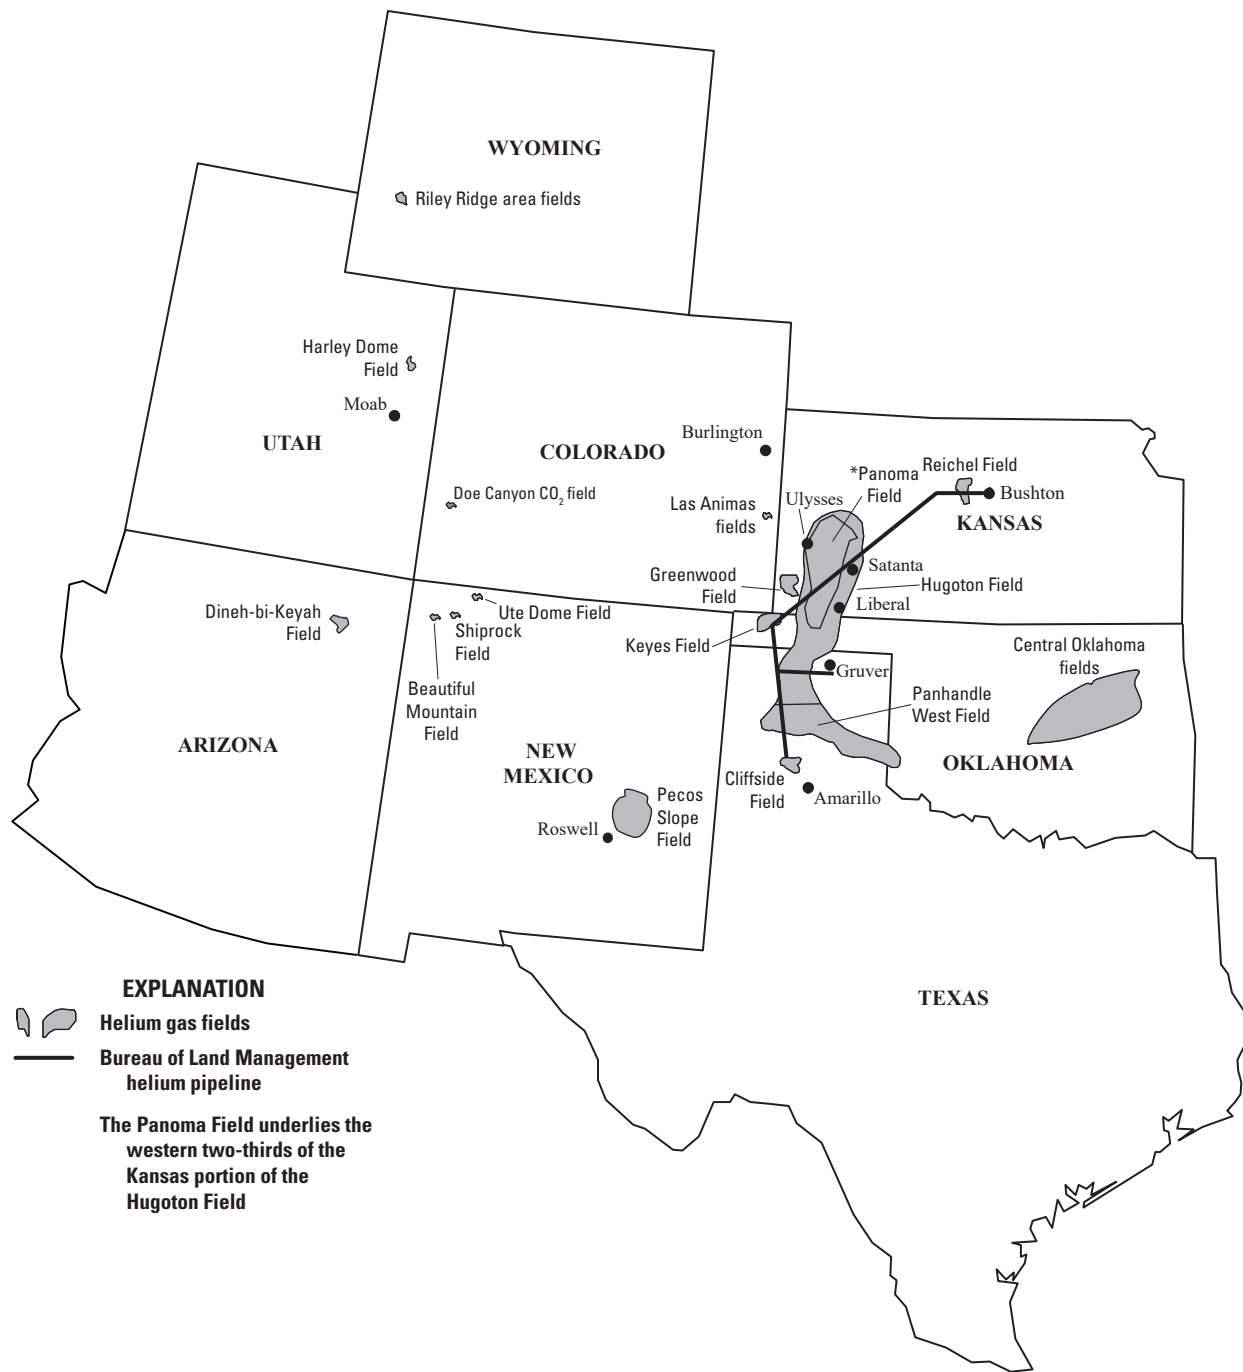 WYOMING
Riley Ridge area fields
Harley Dome
Field
Moab
UTAH
COLORADO
Burlington
Doe Canyon CO₂ field
Las Animas
fields
*Panoma
Field
Reichel Field
Ulysses
Bushton
KANSAS
Greenwood
Field
Satanta
Hugoton Field
Liberal
Dineh-bi-Keyah
Field
Ute Dome Field
Shiprock
Field
Keyes Field
Beautiful
Mountain
Field
Gruver
Central Oklahoma
fields
Panhandle
West Field
ARIZONA
NEW
MEXICO
OKLAHOMA
Cliffside
Field
Amarillo
Pecos
Slope
Field
Roswell
TEXAS
EXPLANATION
Helium gas fields
Bureau of Land Management
helium pipeline
The Panoma Field underlies the
western two-thirds of the
Kansas portion of the
Hugoton Field